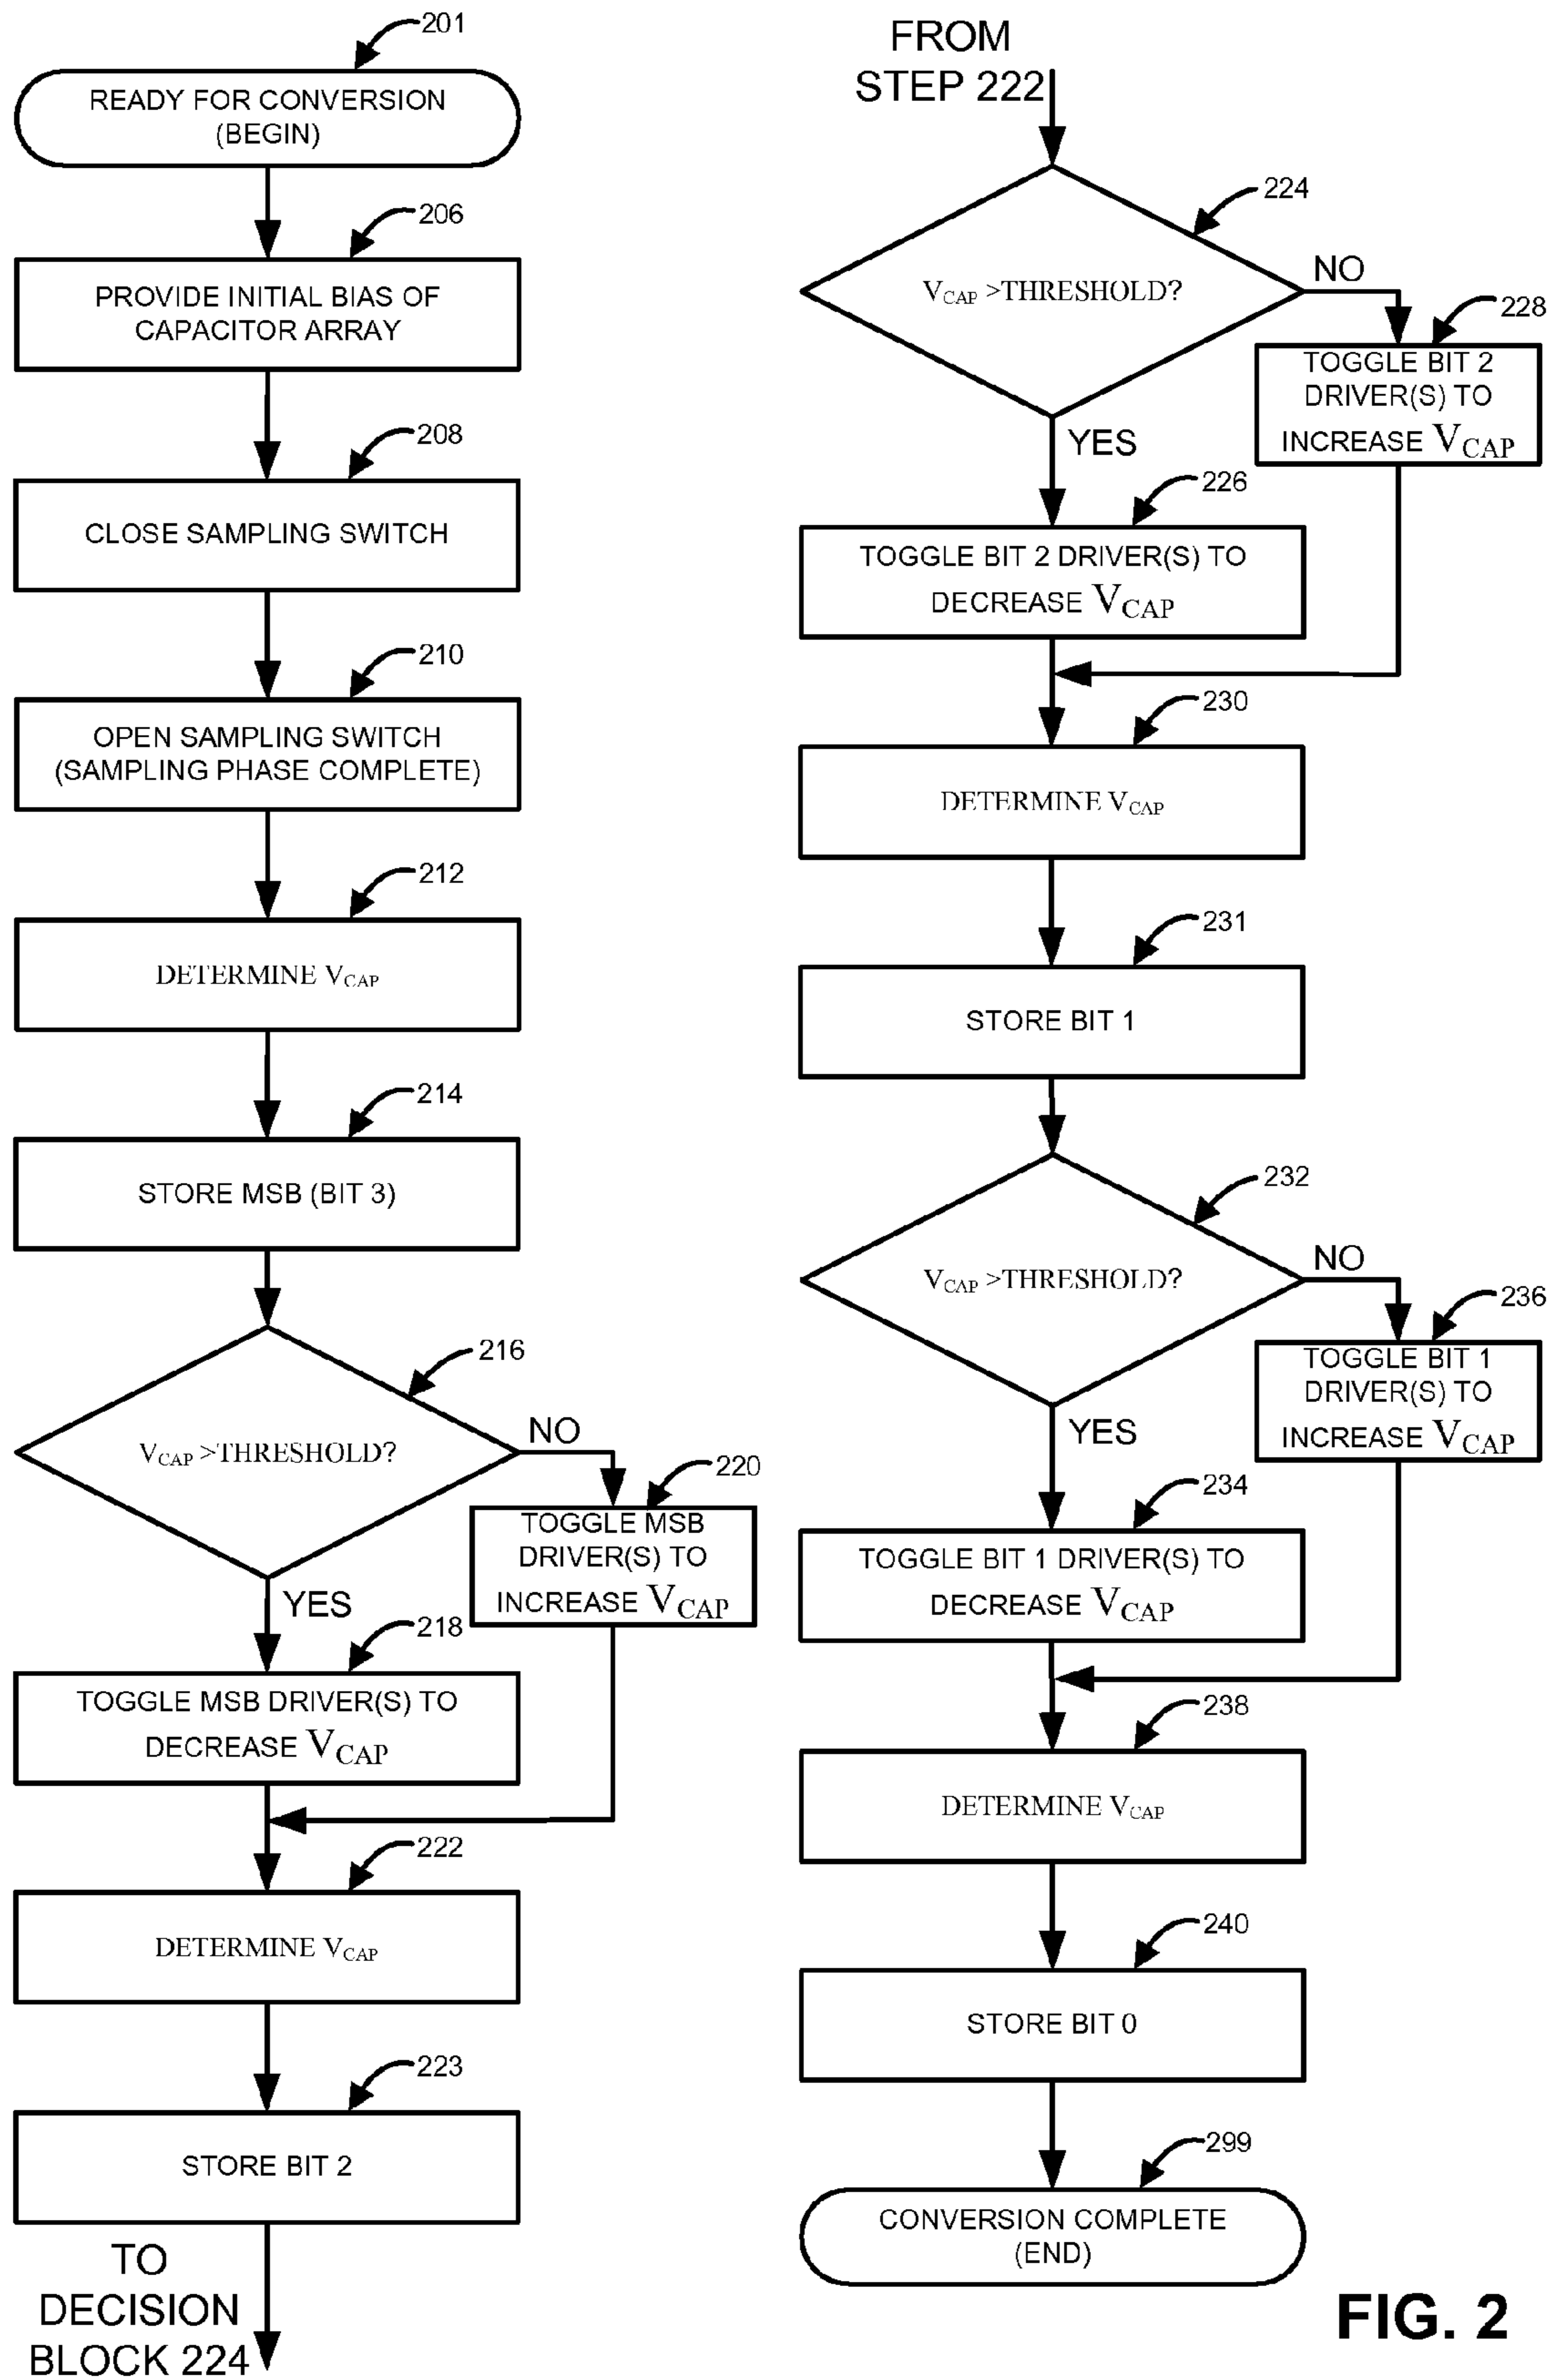 201
READY FOR CONVERSION
(BEGIN)
206
PROVIDE INITIAL BIAS OF
CAPACITOR ARRAY
208
CLOSE SAMPLING SWITCH
210
OPEN SAMPLING SWITCH
(SAMPLING PHASE COMPLETE)
212
DETERMINE VCAP
214
STORE MSB (BIT 3)
216
VCAP >THRESHOLD?
NO
220
TOGGLE MSB
DRIVER(S) TO
INCREASE VCAP
YES
218
TOGGLE MSB DRIVER(S) TO
DECREASE VCAP
222
DETERMINE VCAP
223
STORE BIT 2
TO
DECISION
BLOCK 224
FROM
STEP 222
224
VCAP >THRESHOLD?
NO
228
TOGGLE BIT 2
DRIVER(S) TO
INCREASE VCAP
YES
226
TOGGLE BIT 2 DRIVER(S) TO
DECREASE VCAP
230
DETERMINE VCAP
231
STORE BIT 1
232
VCAP >THRESHOLD?
NO
236
TOGGLE BIT 1
DRIVER(S) TO
INCREASE VCAP
YES
234
TOGGLE BIT 1 DRIVER(S) TO
DECREASE VCAP
238
DETERMINE VCAP
240
STORE BIT 0
299
CONVERSION COMPLETE
(END)
FIG. 2